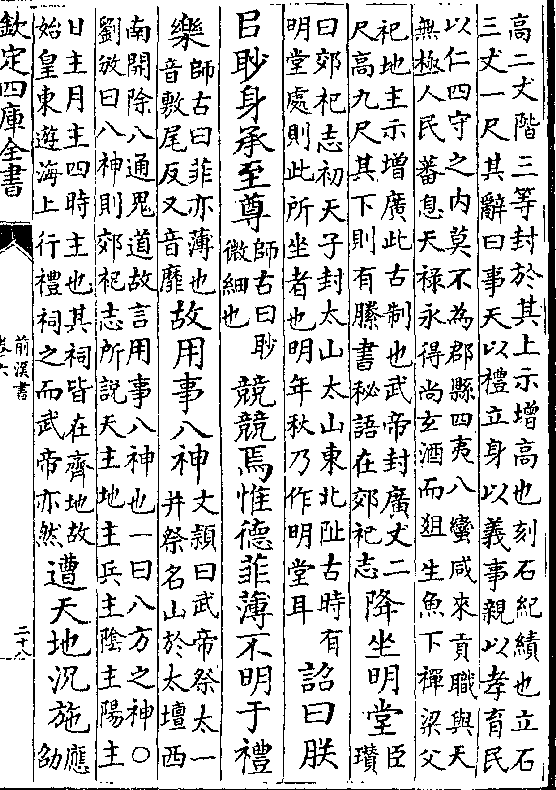 高二丈階三等封於其上示增高也刻石紀績也立石
三丈一尺其辭曰事天以禮立身以義事親以孝育民
以仁四守之内莫不為郡縣四夷八蠻咸來貢職與天
無極人民蕃息天禄永得尚玄酒而俎生魚下禪梁父
祀地主示增廣此古制也武帝封廣丈二
尺高九尺其下則有縢書秘語在郊祀志
降坐明堂
臣
瓚
曰郊祀志初天子封太山太山東北阯古時有
明堂處則此所坐者也明年秋乃作明堂耳
詔曰朕
㠯眇身承至尊
師古曰眇
微細也
兢兢焉惟德菲薄不明于禮
樂
師古曰菲亦薄也
音敷尾反又音靡
故用事八神
文頴曰武帝祭太一
并祭名山於太壇西
南開除八通鬼道故言用事八神也一曰八方之神○
劉攽曰八神則郊祀志所說天主地主兵主陰主陽主
日主月主四時主也其祠皆在齊地故
始皇東遊海上行禮祠之而武帝亦然
遭天地况施
應
劭
欽定四庫全書
前漢書
卷六